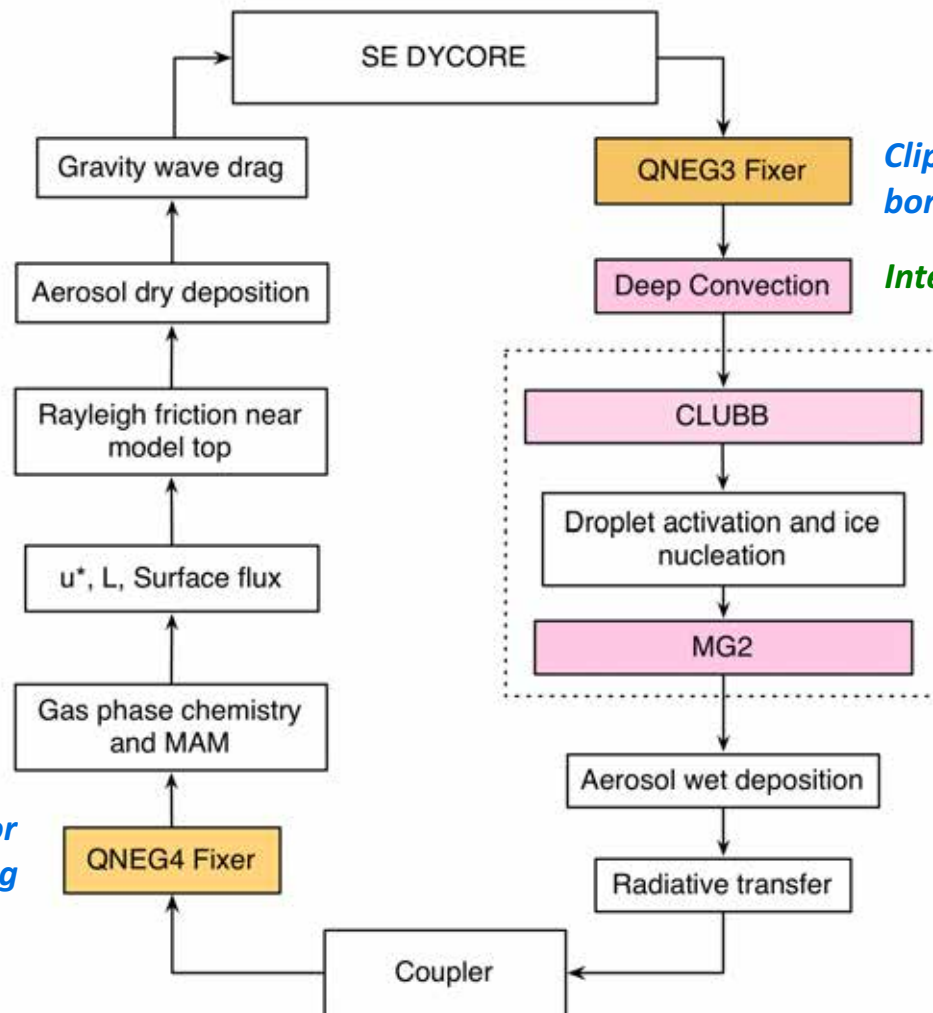 SE DYCORE
QNEG3 Fixer
Deep Convection
CLUBB
Droplet activation and ice
nucleation
MG2
Aerosol wet deposition
Radiative transfer
Coupler
QNEG4 Fixer
Gas phase chemistry
and MAM
u*, L, Surface flux
Rayleigh friction near
model top
Aerosol dry deposition
Gravity wave drag
Clip
bor
Inte
or
g